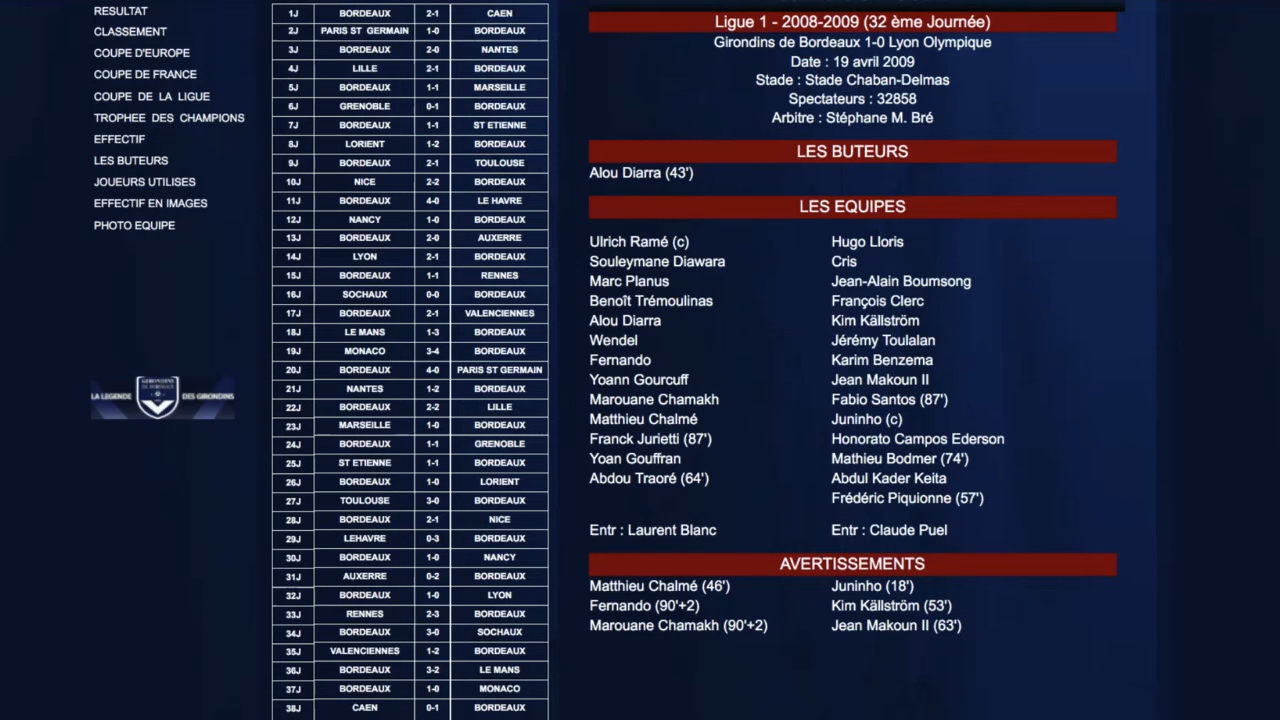 RESULTAT
CLASSEMENT
COUPE D'EUROPE
COUPE DE FRANCE
COUPE DE LA LIGUE
TROPHEE DES CHAMPIONS
EFFECTIF
LES BUTEURS
JOUEURS UTILISES
EFFECTIF EN IMAGES
PHOTO EQUIPE
LA LEGENDE GIRONDINS DE BORDEAUX DES GIRONDINS
1J BORDEAUX 2-1 CAEN
2J PARIS ST GERMAIN 1-0 BORDEAUX
3J BORDEAUX 2-0 NANTES
4J LILLE 2-1 BORDEAUX
5J BORDEAUX 1-1 MARSEILLE
6J GRENOBLE 0-1 BORDEAUX
7J BORDEAUX 1-1 ST ETIENNE
8J LORIENT 1-2 BORDEAUX
9J BORDEAUX 2-1 TOULOUSE
10J NICE 2-2 BORDEAUX
11J BORDEAUX 4-0 LE HAVRE
12J NANCY 1-0 BORDEAUX
13J BORDEAUX 2-0 AUXERRE
14J LYON 2-1 BORDEAUX
15J BORDEAUX 1-1 RENNES
16J SOCHAUX 0-0 BORDEAUX
17J BORDEAUX 2-1 VALENCIENNES
18J LE MANS 1-3 BORDEAUX
19J MONACO 3-4 BORDEAUX
20J BORDEAUX 4-0 PARIS ST GERMAIN
21J NANTES 1-2 BORDEAUX
22J BORDEAUX 2-2 LILLE
23J MARSEILLE 1-0 BORDEAUX
24J BORDEAUX 1-1 GRENOBLE
25J ST ETIENNE 1-1 BORDEAUX
26J BORDEAUX 1-0 LORIENT
27J TOULOUSE 3-0 BORDEAUX
28J BORDEAUX 2-1 NICE
29J LEHAVRE 0-3 BORDEAUX
30J BORDEAUX 1-0 NANCY
31J AUXERRE 0-2 BORDEAUX
32J BORDEAUX 1-0 LYON
33J RENNES 2-3 BORDEAUX
34J BORDEAUX 3-0 SOCHAUX
35J VALENCIENNES 1-2 BORDEAUX
36J BORDEAUX 3-2 LE MANS
37J BORDEAUX 1-0 MONACO
38J CAEN 0-1 BORDEAUX
Ligue 1 - 2008-2009 (32 ème Journée)
Girondins de Bordeaux 1-0 Lyon Olympique
Date : 19 avril 2009
Stade : Stade Chaban-Delmas
Spectateurs : 32858
Arbitre : Stéphane M. Bré
LES BUTEURS
Alou Diarra (43')
LES EQUIPES
Ulrich Ramé (c) Hugo Lloris
Souleymane Diawara Cris
Marc Planus Jean-Alain Boumsong
Benoît Trémoulinas François Clerc
Alou Diarra Kim Källström
Wendel Jérémy Toulalan
Fernando Karim Benzema
Yoann Gourcuff Jean Makoun II
Marouane Chamakh Fabio Santos (87')
Matthieu Chalmé Juninho (c)
Franck Jurietti (87') Honorato Campos Ederson
Yoan Gouffran Mathieu Bodmer (74')
Abdou Traoré (64') Abdul Kader Keita
Frédéric Piquionne (57')
Entr : Laurent Blanc Entr : Claude Puel
AVERTISSEMENTS
Matthieu Chalmé (46') Juninho (18')
Fernando (90'+2) Kim Källström (53')
Marouane Chamakh (90'+2) Jean Makoun II (63')